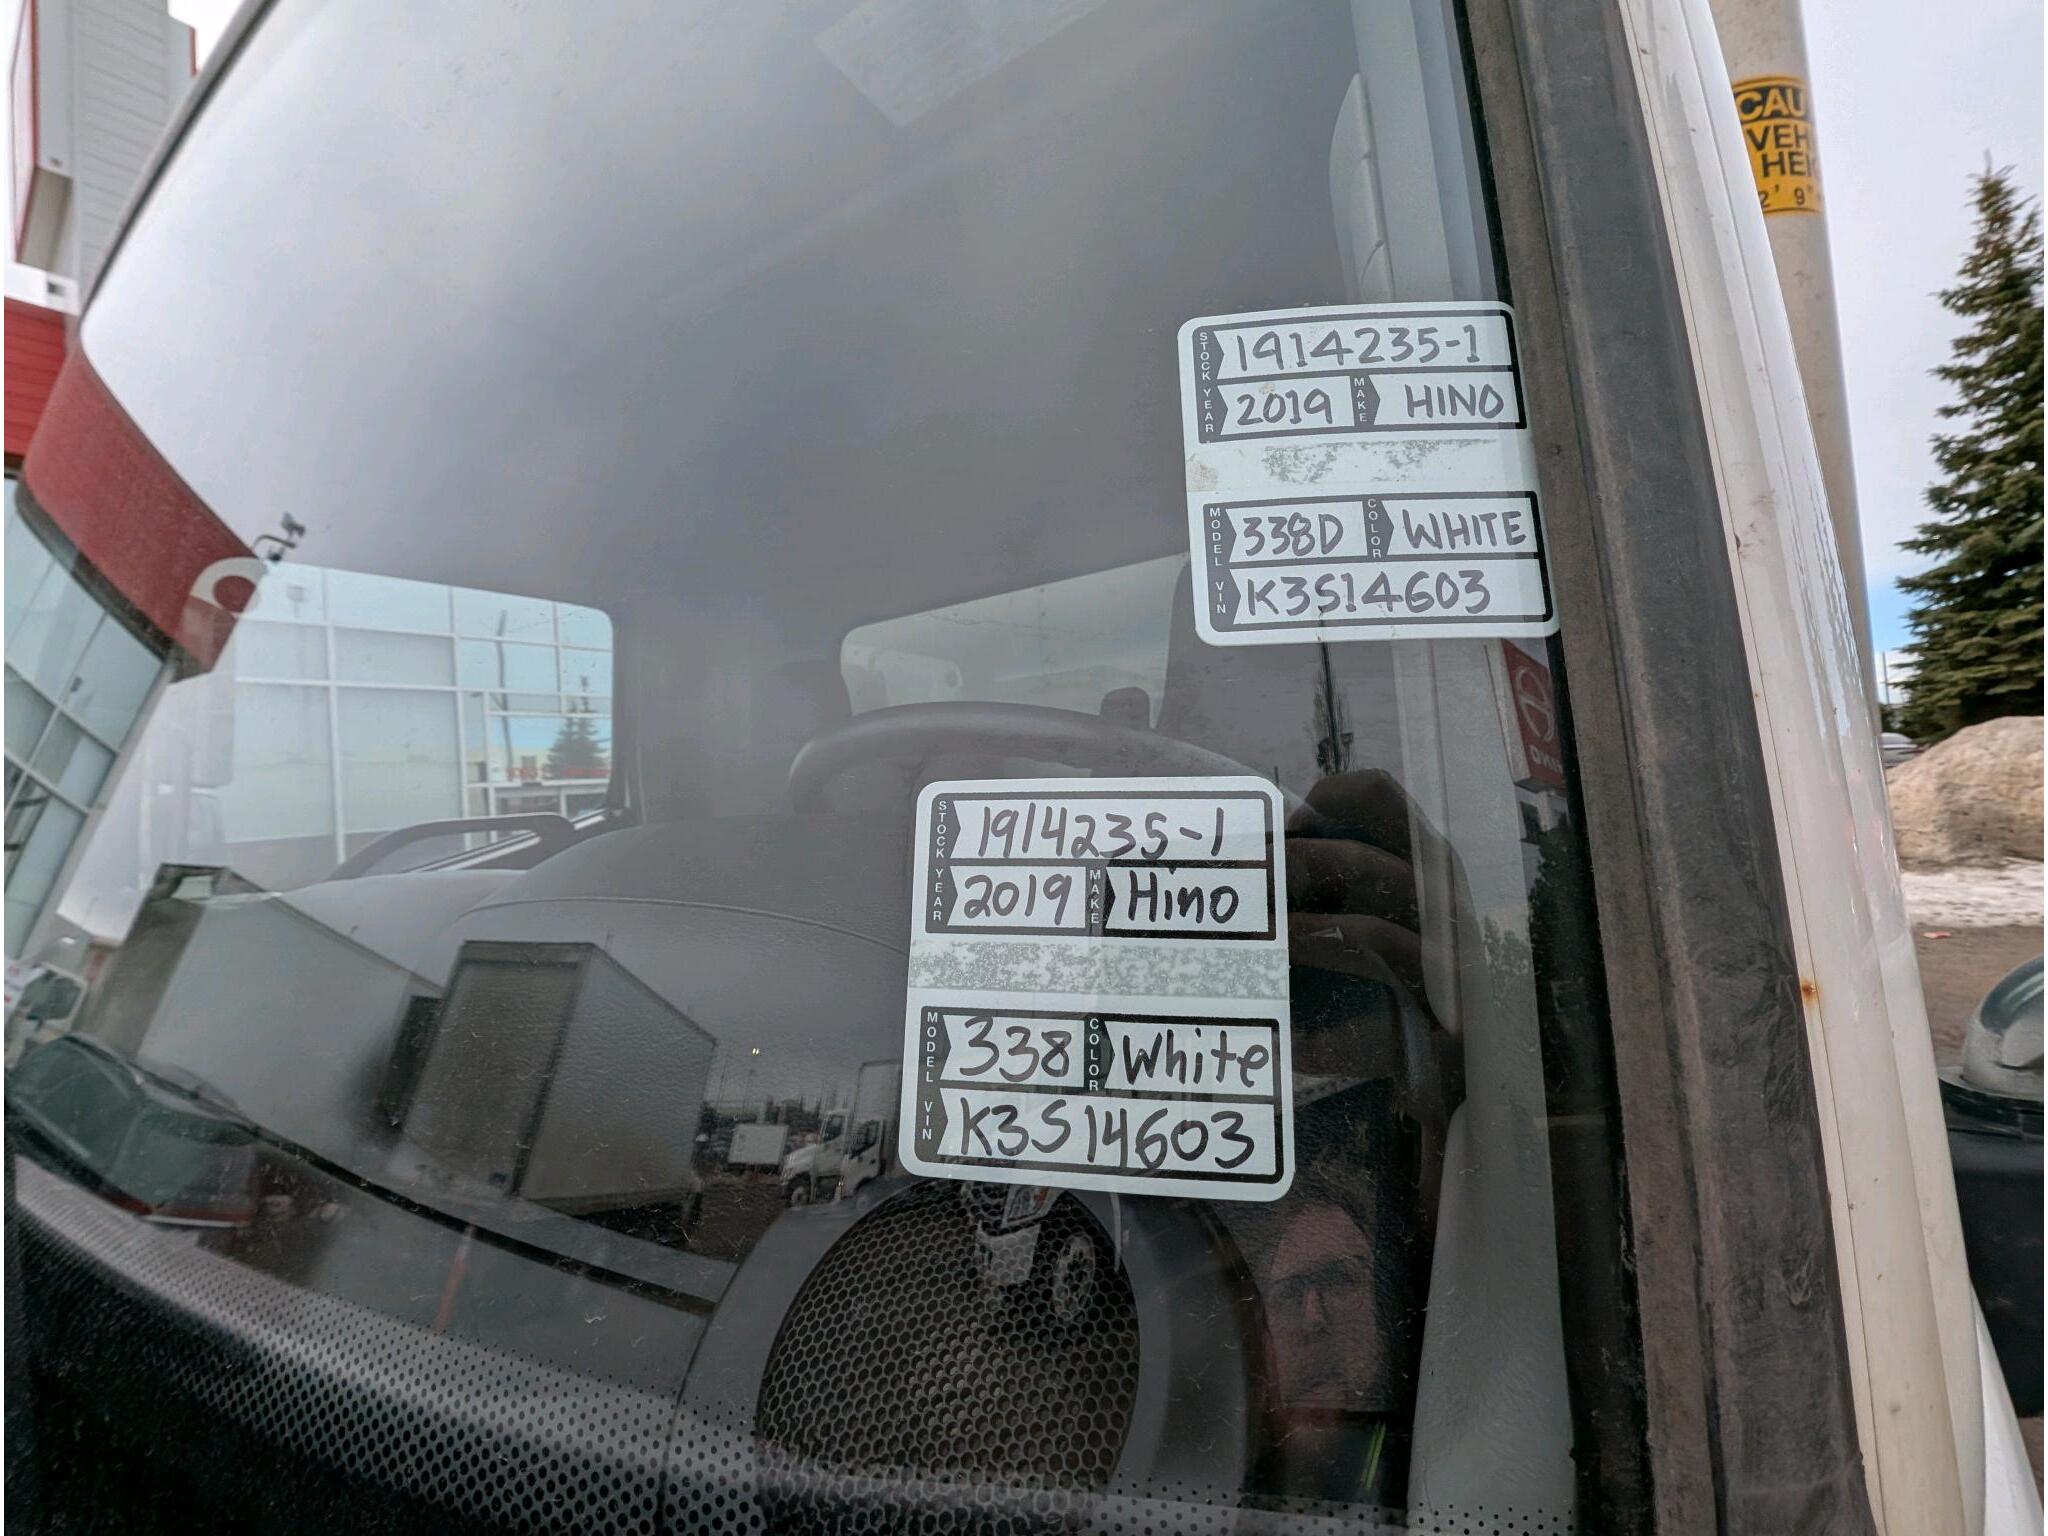 CAU
VEH
HEI
2' 9"
STOCK 1914235-1
YEAR 2019 MAKE HINO
MODEL 338D COLOR WHITE
VIN K3S14603
STOCK 1914235-1
YEAR 2019 MAKE Hino
MODEL 338 COLOR White
VIN K3S14603